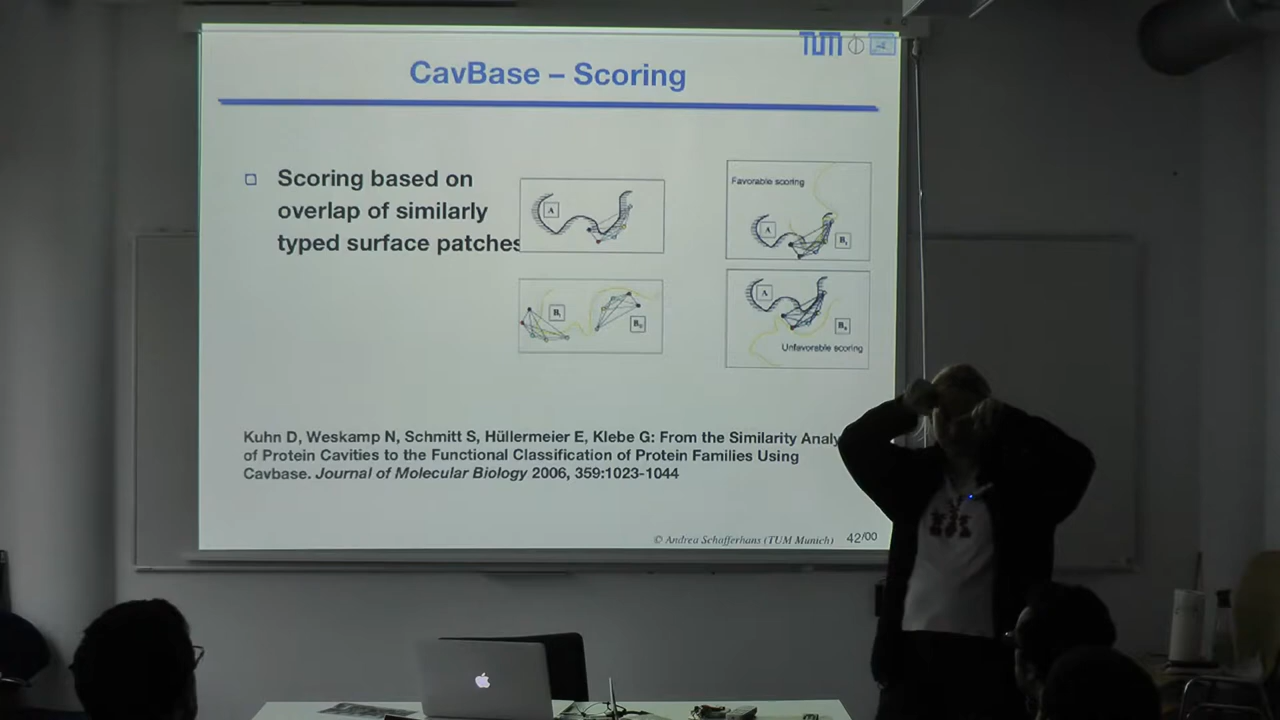 TUM
CavBase – Scoring
Scoring based on
overlap of similarly
typed surface patches
A
Favorable scoring
A
B₁
B₁
A
Unfavorable scoring
Kuhn D, Weskamp N, Schmitt S, Hüllermeier E, Klebe G: From the Similarity Analy
of Protein Cavities to the Functional Classification of Protein Families Using
Cavbase. Journal of Molecular Biology 2006, 359:1023-1044
© Andrea Schafferhans (TUM Munich) 42/00